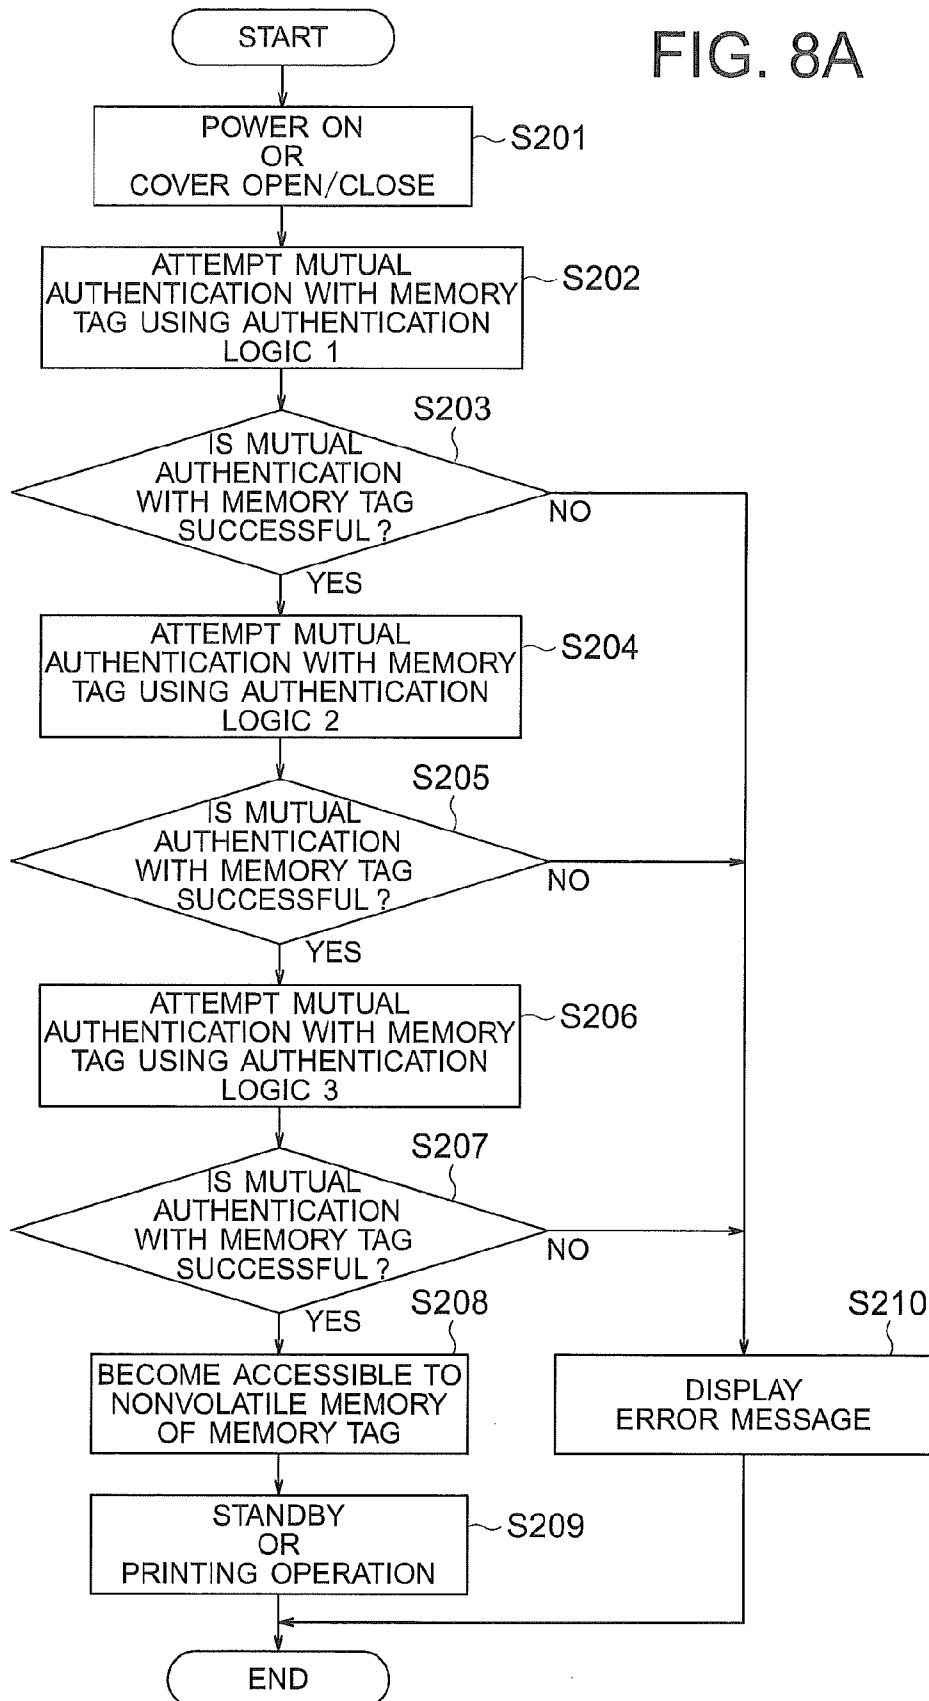 START
FIG. 8A
POWER ON
OR
COVER OPEN/CLOSE
S201
ATTEMPT MUTUAL
AUTHENTICATION WITH MEMORY
TAG USING AUTHENTICATION
LOGIC 1
S202
S203
IS MUTUAL
AUTHENTICATION
WITH MEMORY TAG
SUCCESSFUL?
NO
YES
ATTEMPT MUTUAL
AUTHENTICATION WITH MEMORY
TAG USING AUTHENTICATION
LOGIC 2
S204
S205
IS MUTUAL
AUTHENTICATION
WITH MEMORY TAG
SUCCESSFUL?
NO
YES
ATTEMPT MUTUAL
AUTHENTICATION WITH MEMORY
TAG USING AUTHENTICATION
LOGIC 3
S206
S207
IS MUTUAL
AUTHENTICATION
WITH MEMORY TAG
SUCCESSFUL?
NO
YES
S208
BECOME ACCESSIBLE TO
NONVOLATILE MEMORY
OF MEMORY TAG
S210
DISPLAY
ERROR MESSAGE
STANDBY
OR
PRINTING OPERATION
S209
END